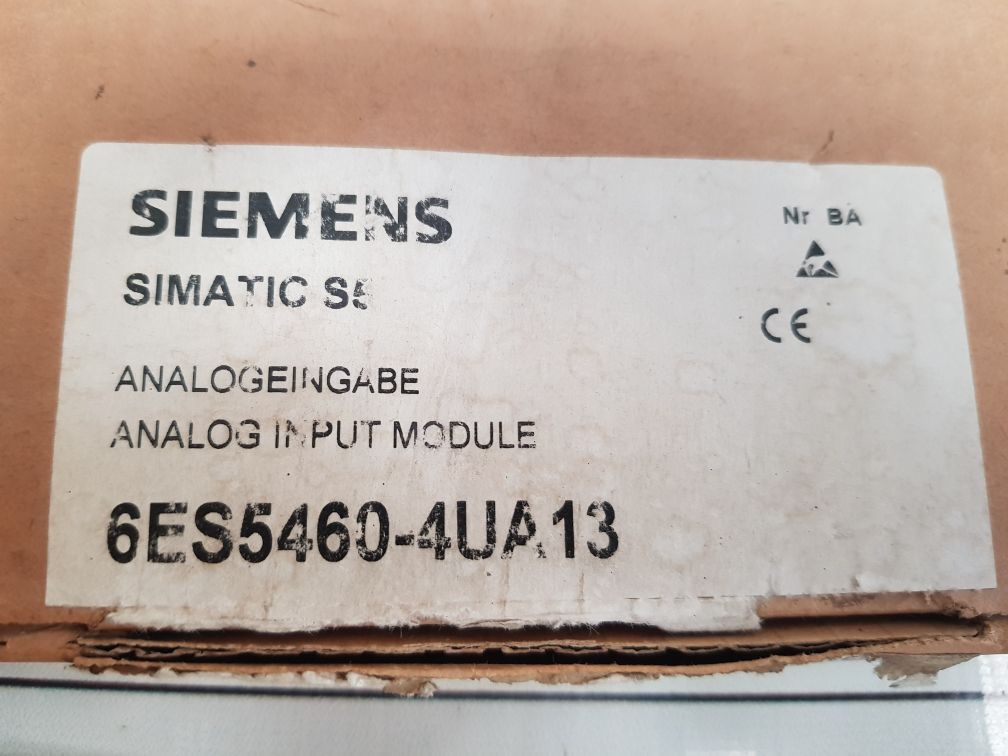 SIEMENS
Nr BA
SIMATIC S5
CE
ANALOGEINGABE
ANALOG INPUT MODULE
6ES5460-4UA13